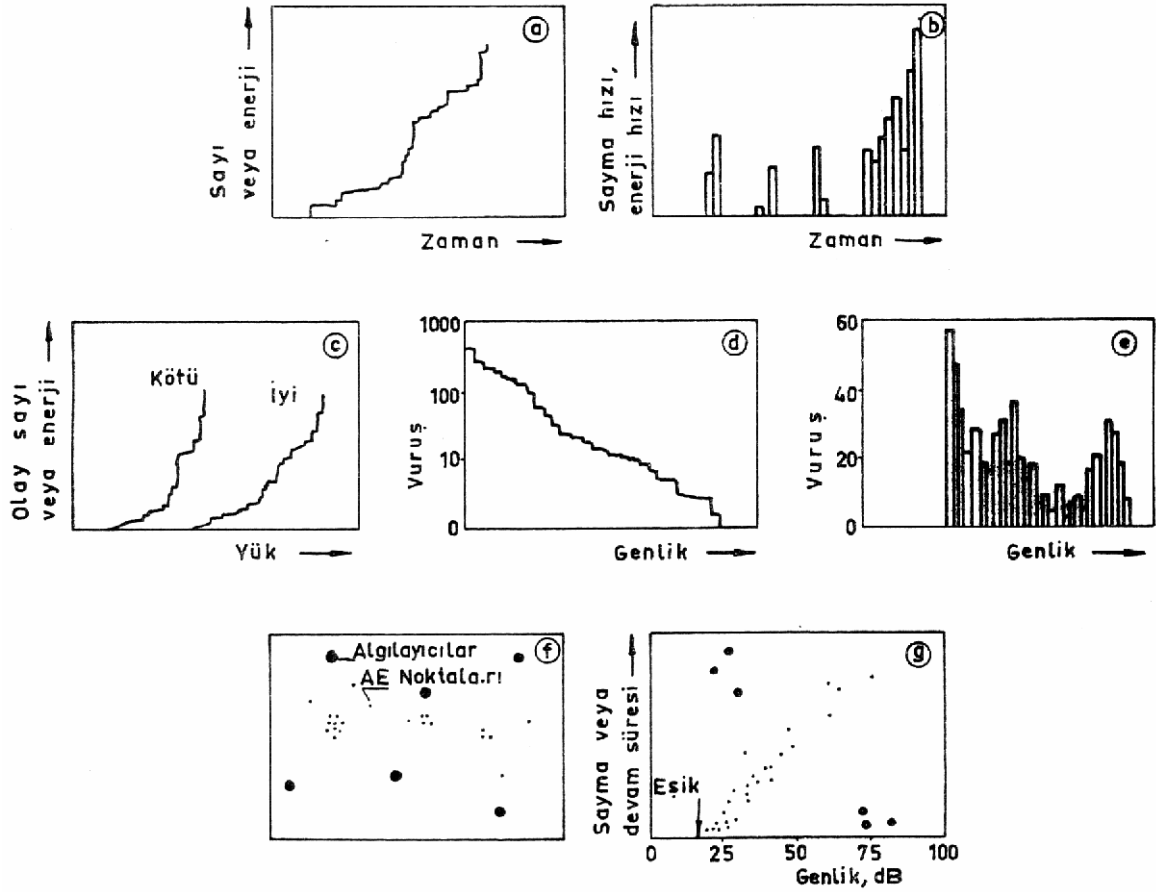 Sayı
veya enerji
a
Zaman
Sayma hızı,
enerji hızı
b
Zaman
Olay sayı
veya enerji
c
Kötü
İyi
Yük
Vuruş
1000
100
10
0
d
Genlik
Vuruş
60
40
20
0
e
Genlik
f
Algılayıcılar
AE Noktaları
Sayma veya
devam süresi
g
Eşik
0 25 50 75 100
Genlik, dB